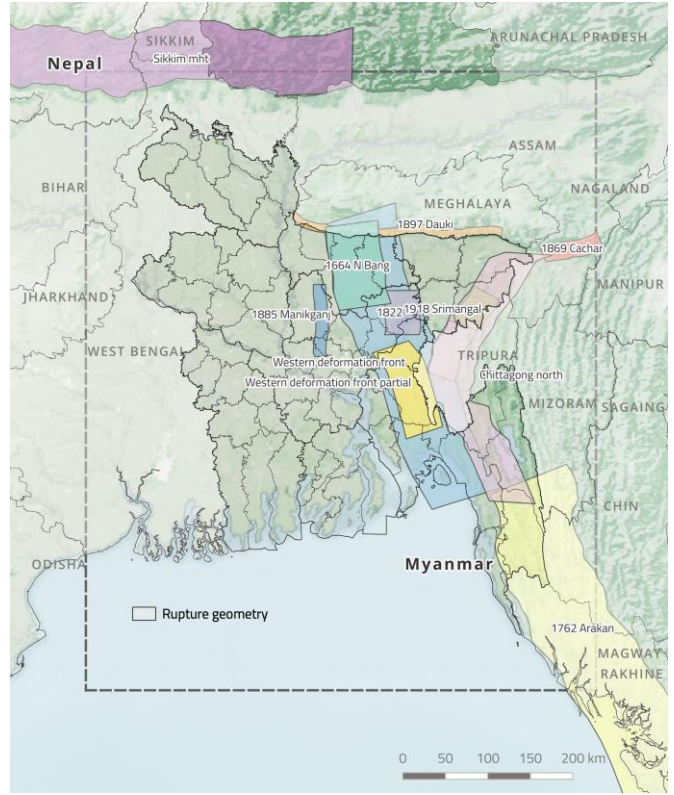 SIKKIM
ARUNACHAL PRADESH
Nepal
Sikkim mht
ASSAM
BIHAR
NAGALAND
MEGHALAYA
1897 Dauki
1869 Cachar
1664 N Bang
MANIPUR
JHARKHAND
1885 Manikganj
1822
1918 Srimangal
WEST BENGAL
TRIPURA
Western deformation front
Chittagong north
Western deformation front partial
MIZORAM
SAGAING
CHIN
ODISHA
Myanmar
Rupture geometry
1762 Arakan
MAGWAY
RAKHINE
0 50 100 150 200 km